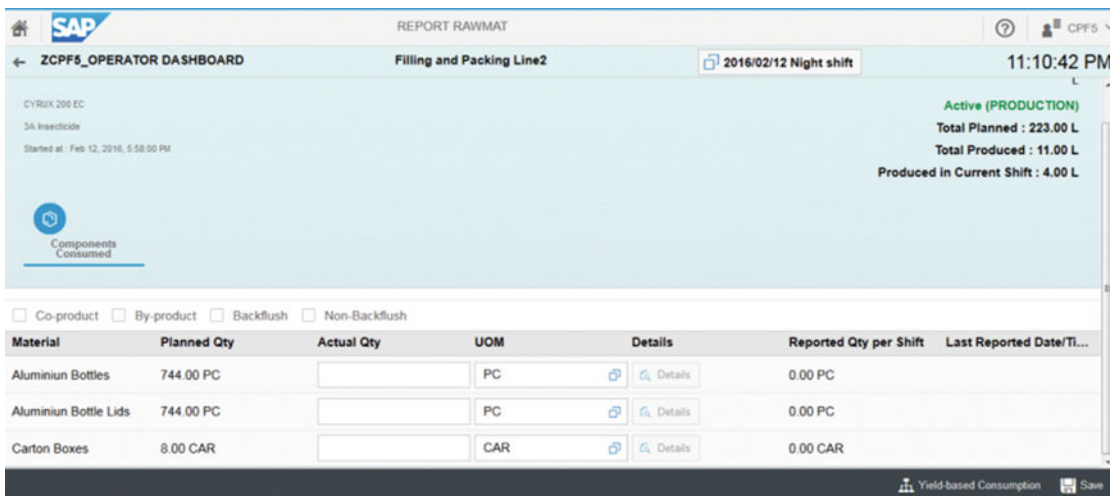 SAP REPORT RAWMAT CPF5
ZCPF5_OPERATOR DASHBOARD Filling and Packing Line2 2016/02/12 Night shift 11:10:42 PM
L
CYRUX 200 EC Active (PRODUCTION)
3A Insecticide Total Planned : 223.00 L
Started at : Feb 12, 2016, 5:58:00 PM Total Produced : 11.00 L
Produced in Current Shift : 4.00 L
Components
Consumed
Co-product By-product Backflush Non-Backflush
Material Planned Qty Actual Qty UOM Details Reported Qty per Shift Last Reported Date/Ti...
Aluminiun Bottles 744.00 PC PC Details 0.00 PC
Aluminiun Bottle Lids 744.00 PC PC Details 0.00 PC
Carton Boxes 8.00 CAR CAR Details 0.00 CAR
Yield-based Consumption Save